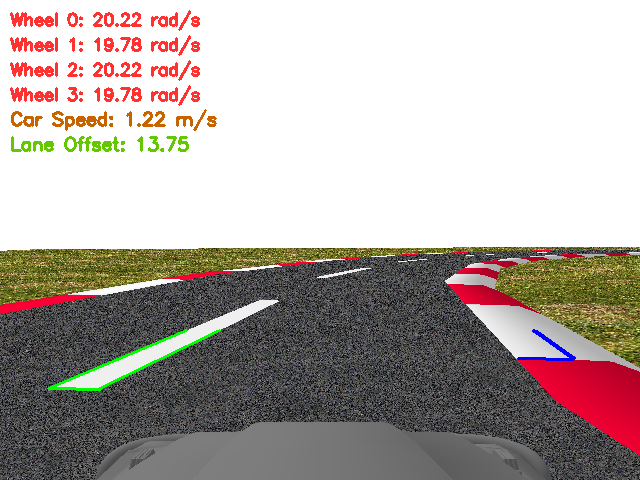 Wheel 0: 20.22 rad/s
Wheel 1: 19.78 rad/s
Wheel 2: 20.22 rad/s
Wheel 3: 19.78 rad/s
Car Speed: 1.22 m/s
Lane Offset: 13.75